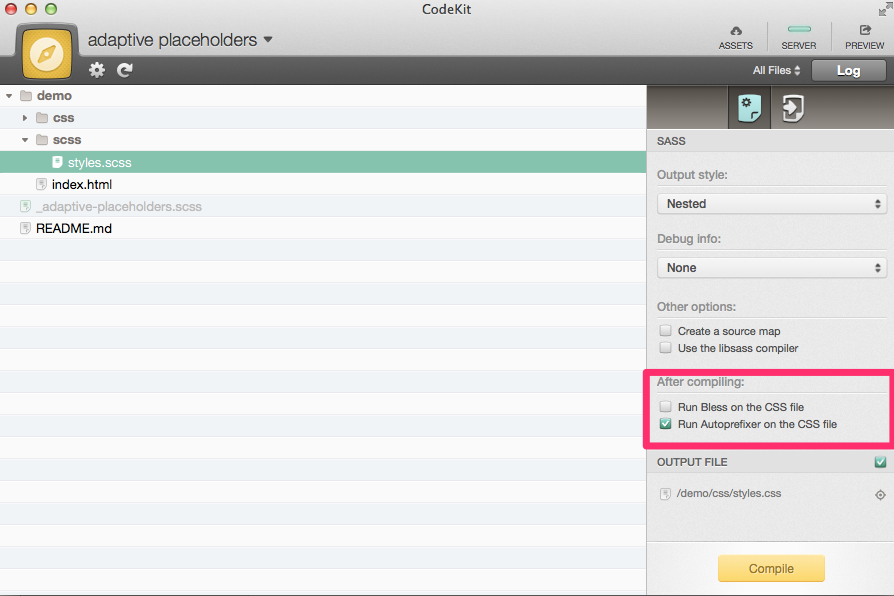 CodeKit
adaptive placeholders
ASSETS
SERVER
PREVIEW
All Files
Log
demo
css
scss
styles.scss
index.html
_adaptive-placeholders.scss
README.md
SASS
Output style:
Nested
Debug info:
None
Other options:
Create a source map
Use the libsass compiler
After compiling:
Run Bless on the CSS file
Run Autoprefixer on the CSS file
OUTPUT FILE
/demo/css/styles.css
Compile